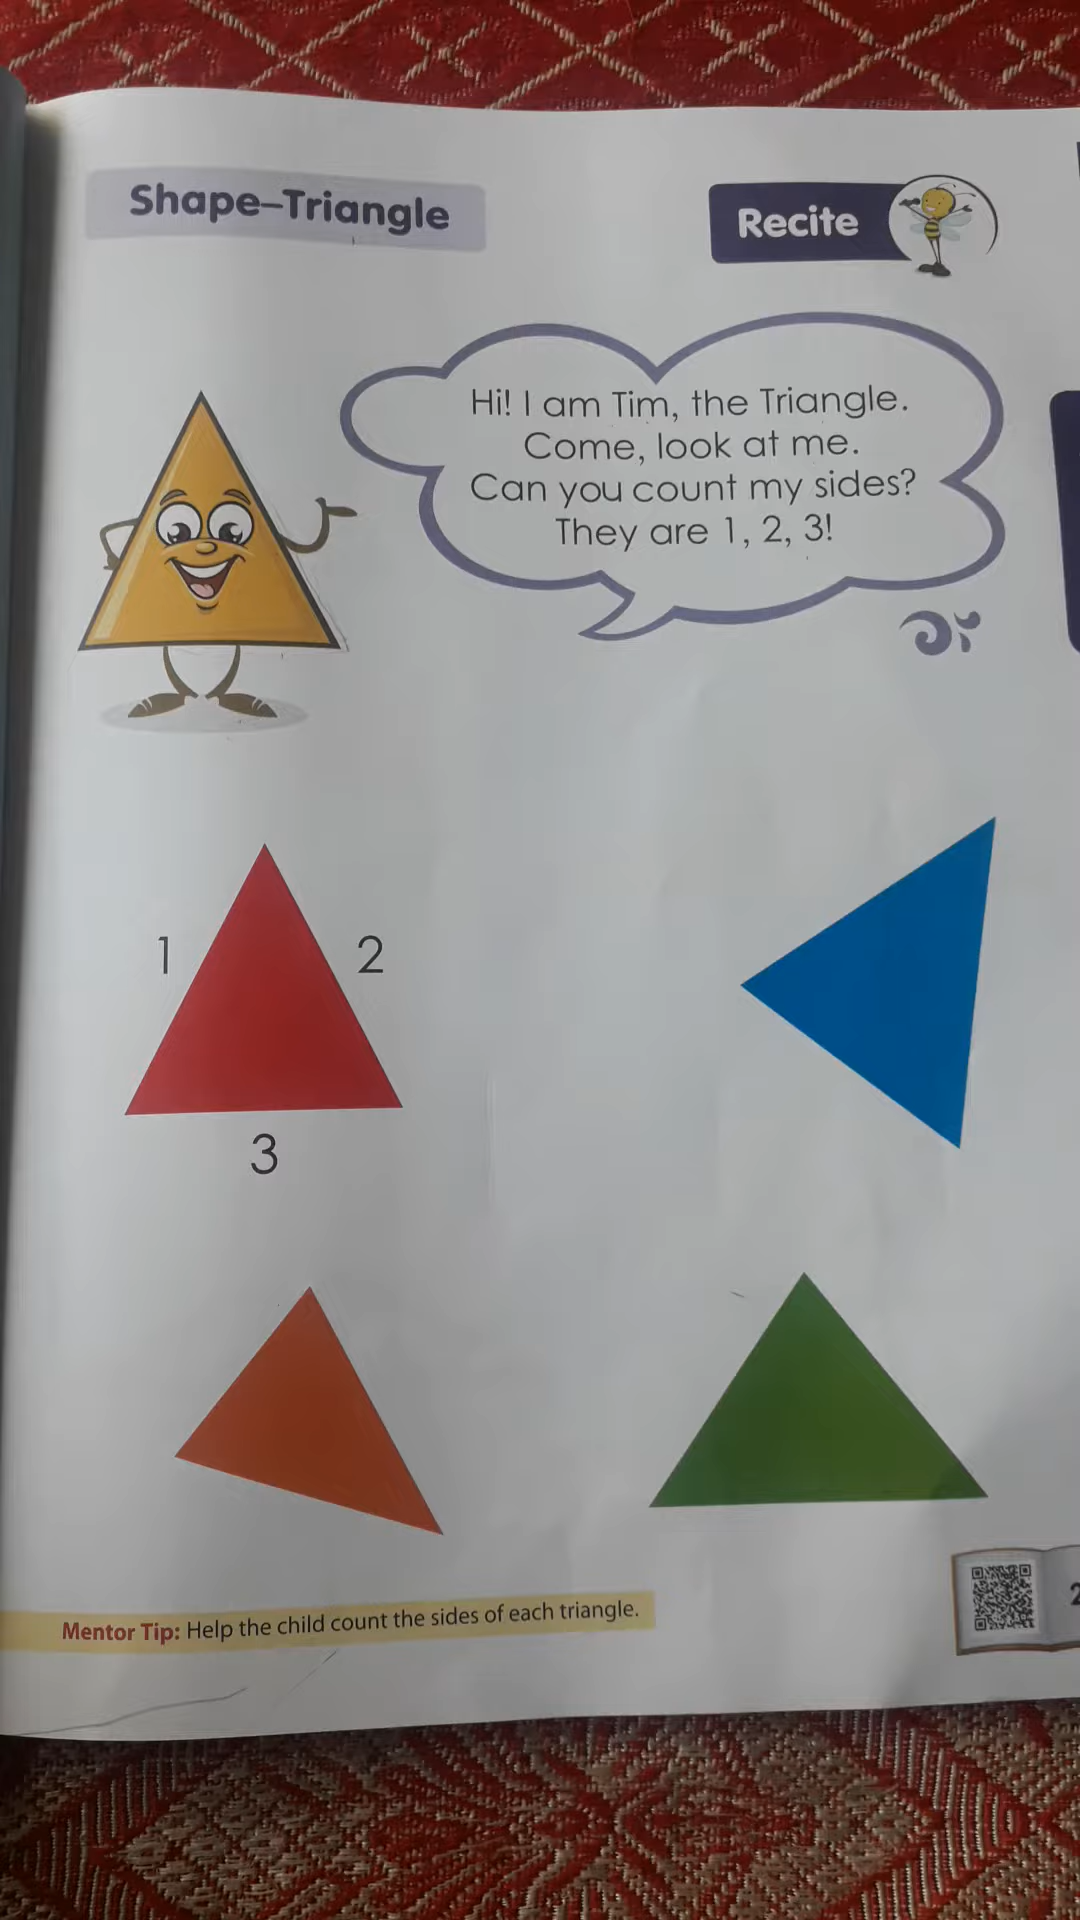 Shape–Triangle
Recite
Hi! I am Tim, the Triangle.
Come, look at me.
Can you count my sides?
They are 1, 2, 3!
1
2
3
Mentor Tip: Help the child count the sides of each triangle.